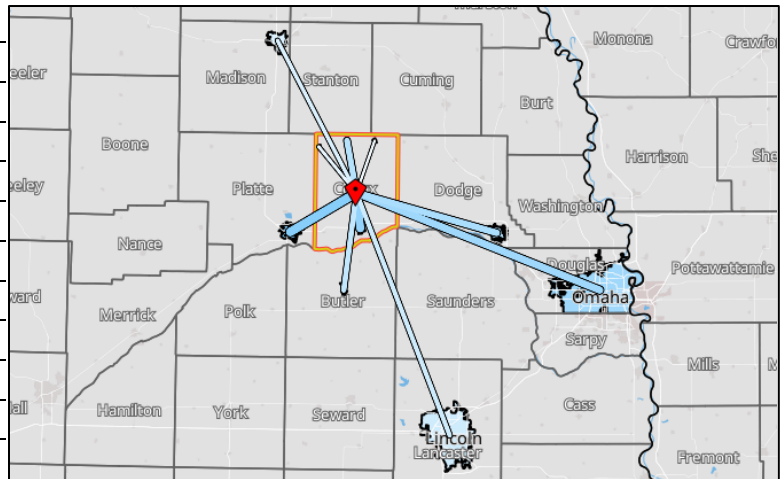 Monona
Crawfo
eeler
Madison
Stanton
Cuming
Burt
Boone
Harrison
She
eley
Platte
Dodge
Washington
Nance
Douglas
Pottawattamie
ward
Merrick
Polk
Butler
Saunders
Omaha
Sarpy
Mills
M
all
Hamilton
York
Seward
Cass
Lincoln
Lancaster
Fremont